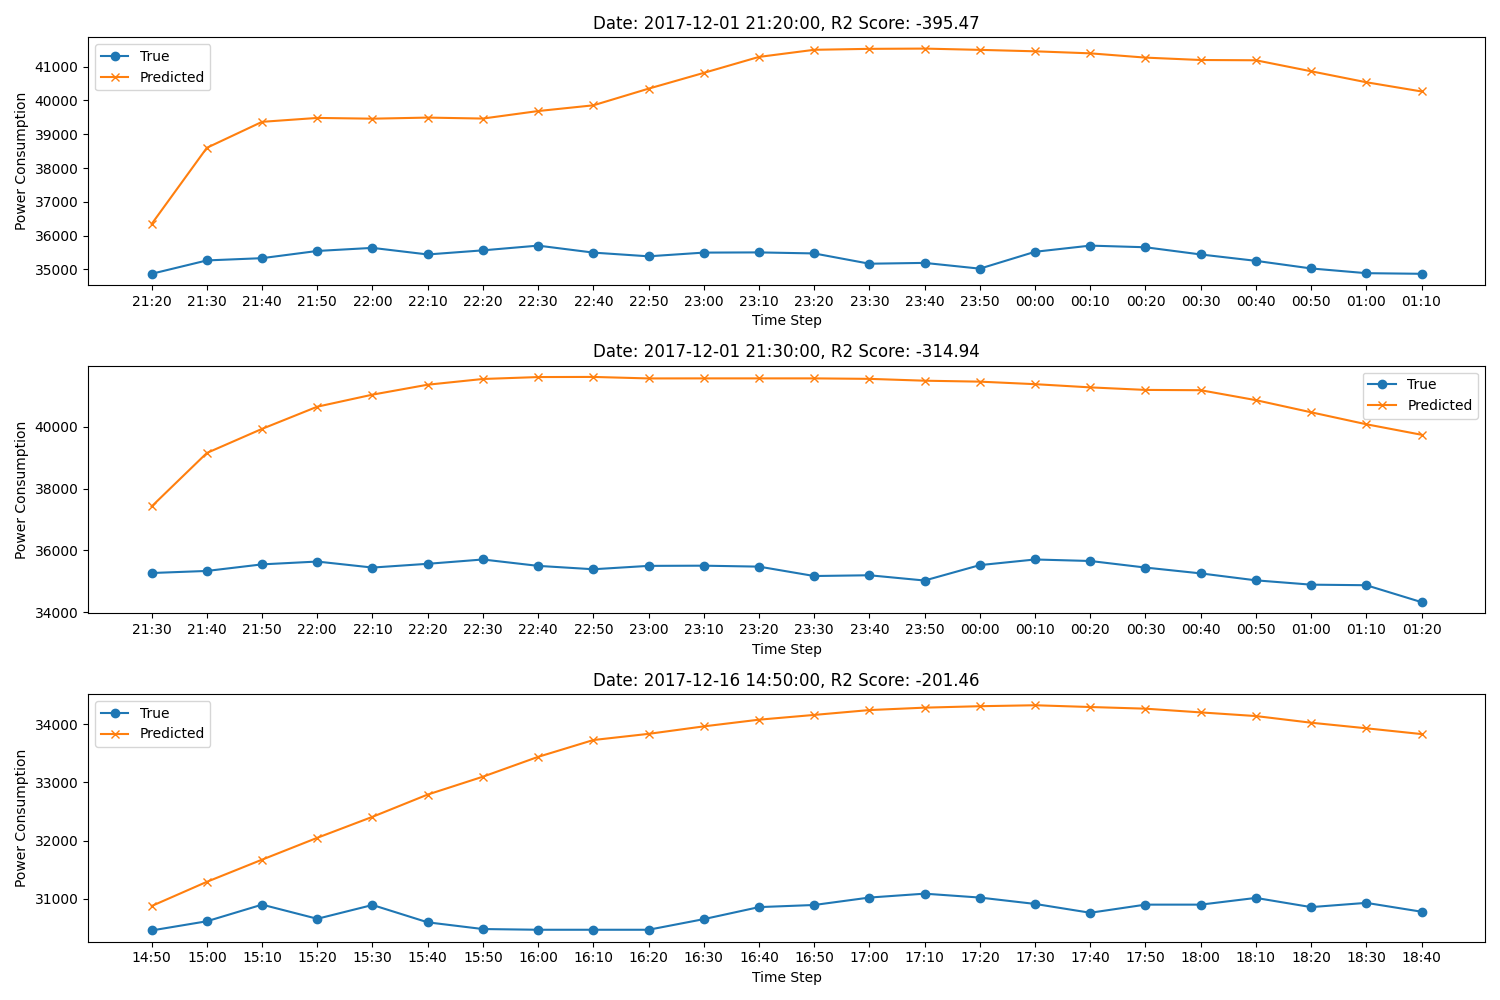 Date: 2017-12-01 21:20:00, R2 Score: -395.47
True
Predicted
Power Consumption
41000
40000
39000
38000
37000
36000
35000
21:20 21:30 21:40 21:50 22:00 22:10 22:20 22:30 22:40 22:50 23:00 23:10 23:20 23:30 23:40 23:50 00:00 00:10 00:20 00:30 00:40 00:50 01:00 01:10
Time Step
Date: 2017-12-01 21:30:00, R2 Score: -314.94
True
Predicted
Power Consumption
40000
38000
36000
34000
21:30 21:40 21:50 22:00 22:10 22:20 22:30 22:40 22:50 23:00 23:10 23:20 23:30 23:40 23:50 00:00 00:10 00:20 00:30 00:40 00:50 01:00 01:10 01:20
Time Step
Date: 2017-12-16 14:50:00, R2 Score: -201.46
True
Predicted
Power Consumption
34000
33000
32000
31000
14:50 15:00 15:10 15:20 15:30 15:40 15:50 16:00 16:10 16:20 16:30 16:40 16:50 17:00 17:10 17:20 17:30 17:40 17:50 18:00 18:10 18:20 18:30 18:40
Time Step